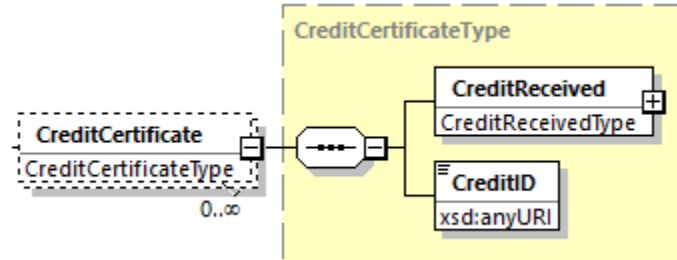 CreditCertificateType
CreditReceived
CreditReceivedType
CreditCertificate
CreditCertificateType
0..∞
CreditID
xsd:anyURI